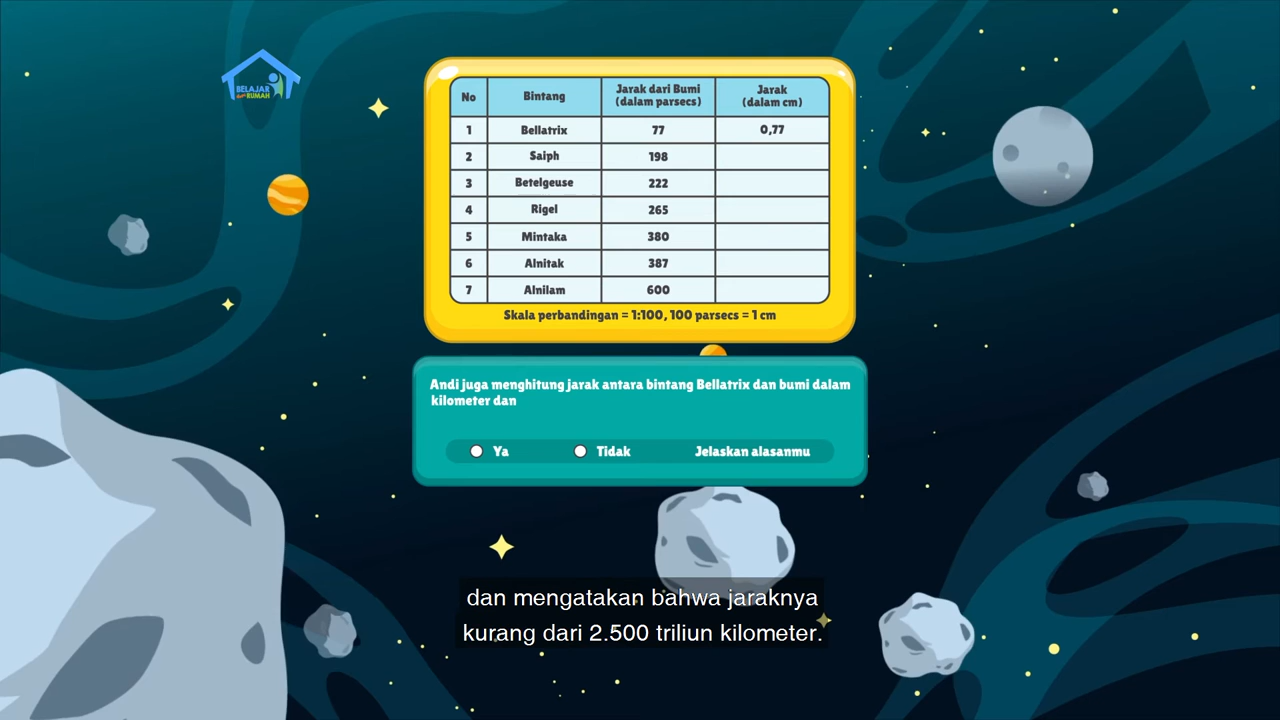 BELAJAR
dari RUMAH
No Bintang Jarak dari Bumi (dalam parsecs) Jarak (dalam cm)
1 Bellatrix 77 0,77
2 Saiph 198
3 Betelgeuse 222
4 Rigel 265
5 Mintaka 380
6 Alnitak 387
7 Alnilam 600
Skala perbandingan = 1:100, 100 parsecs = 1 cm
Andi juga menghitung jarak antara bintang Bellatrix dan bumi dalam
kilometer dan
Ya Tidak Jelaskan alasanmu
dan mengatakan bahwa jaraknya
kurang dari 2.500 triliun kilometer.